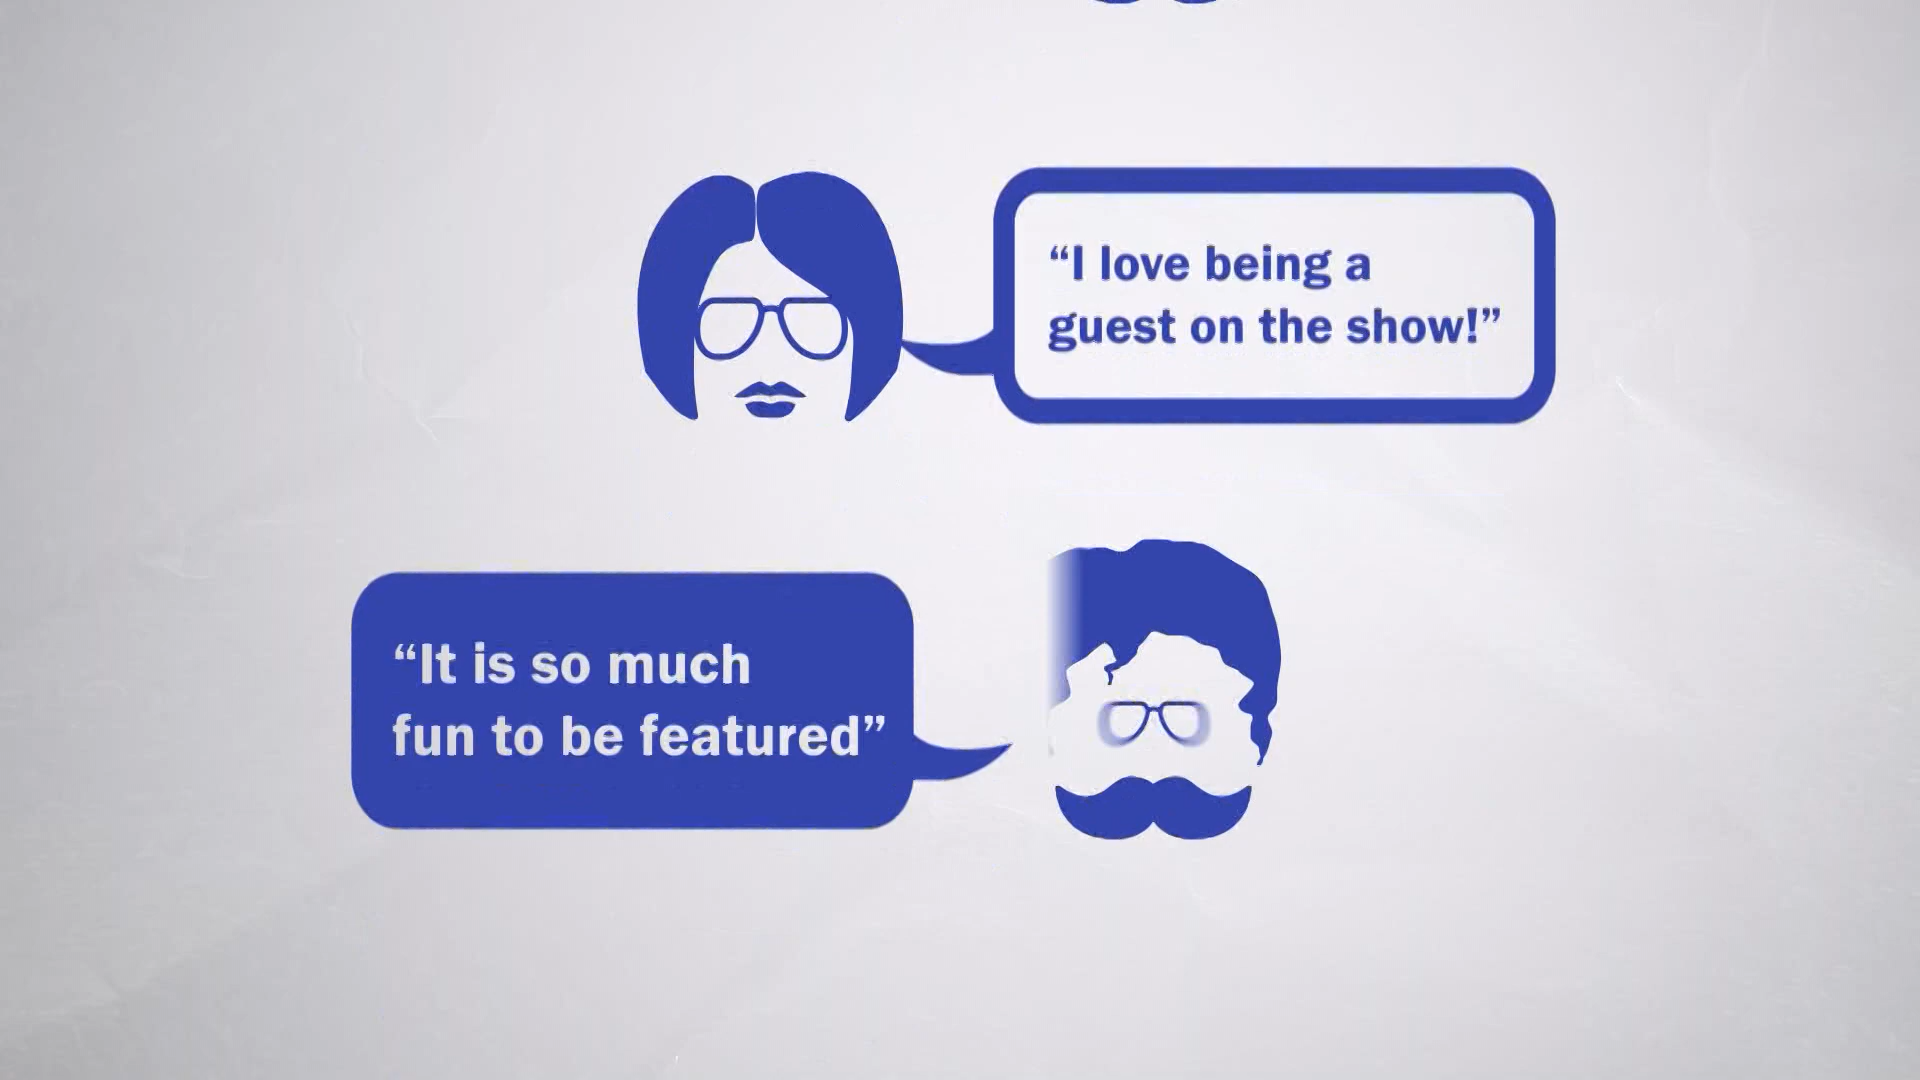 “I love being a
guest on the show!”
“It is so much
fun to be featured”